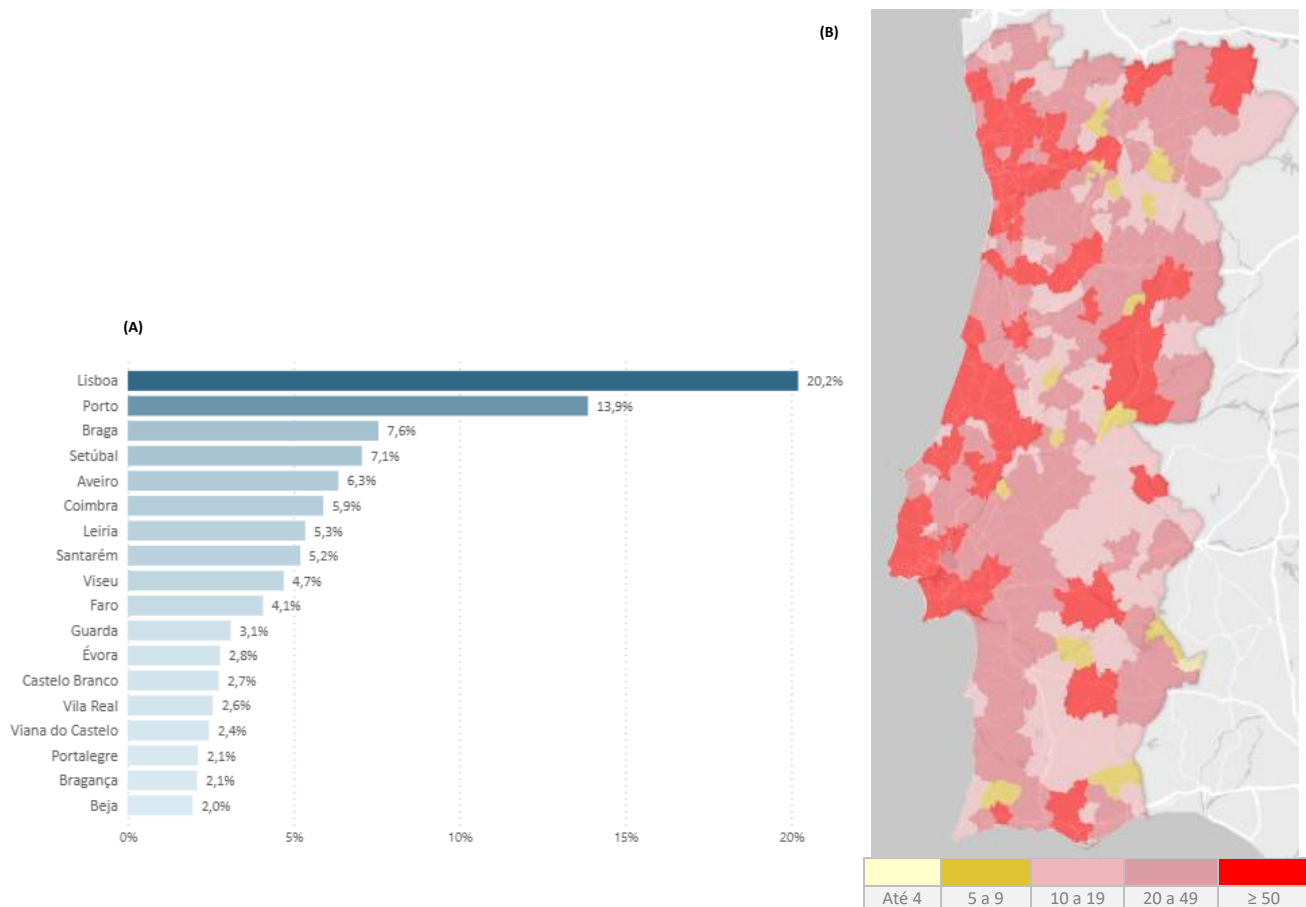 (B)
(A)
Lisboa 20,2%
Porto 13,9%
Braga 7,6%
Setúbal 7,1%
Aveiro 6,3%
Coimbra 5,9%
Leiria 5,3%
Santarém 5,2%
Viseu 4,7%
Faro 4,1%
Guarda 3,1%
Évora 2,8%
Castelo Branco 2,7%
Vila Real 2,6%
Viana do Castelo 2,4%
Portalegre 2,1%
Bragança 2,1%
Beja 2,0%
0% 5% 10% 15% 20%
Até 4 5 a 9 10 a 19 20 a 49 ≥ 50